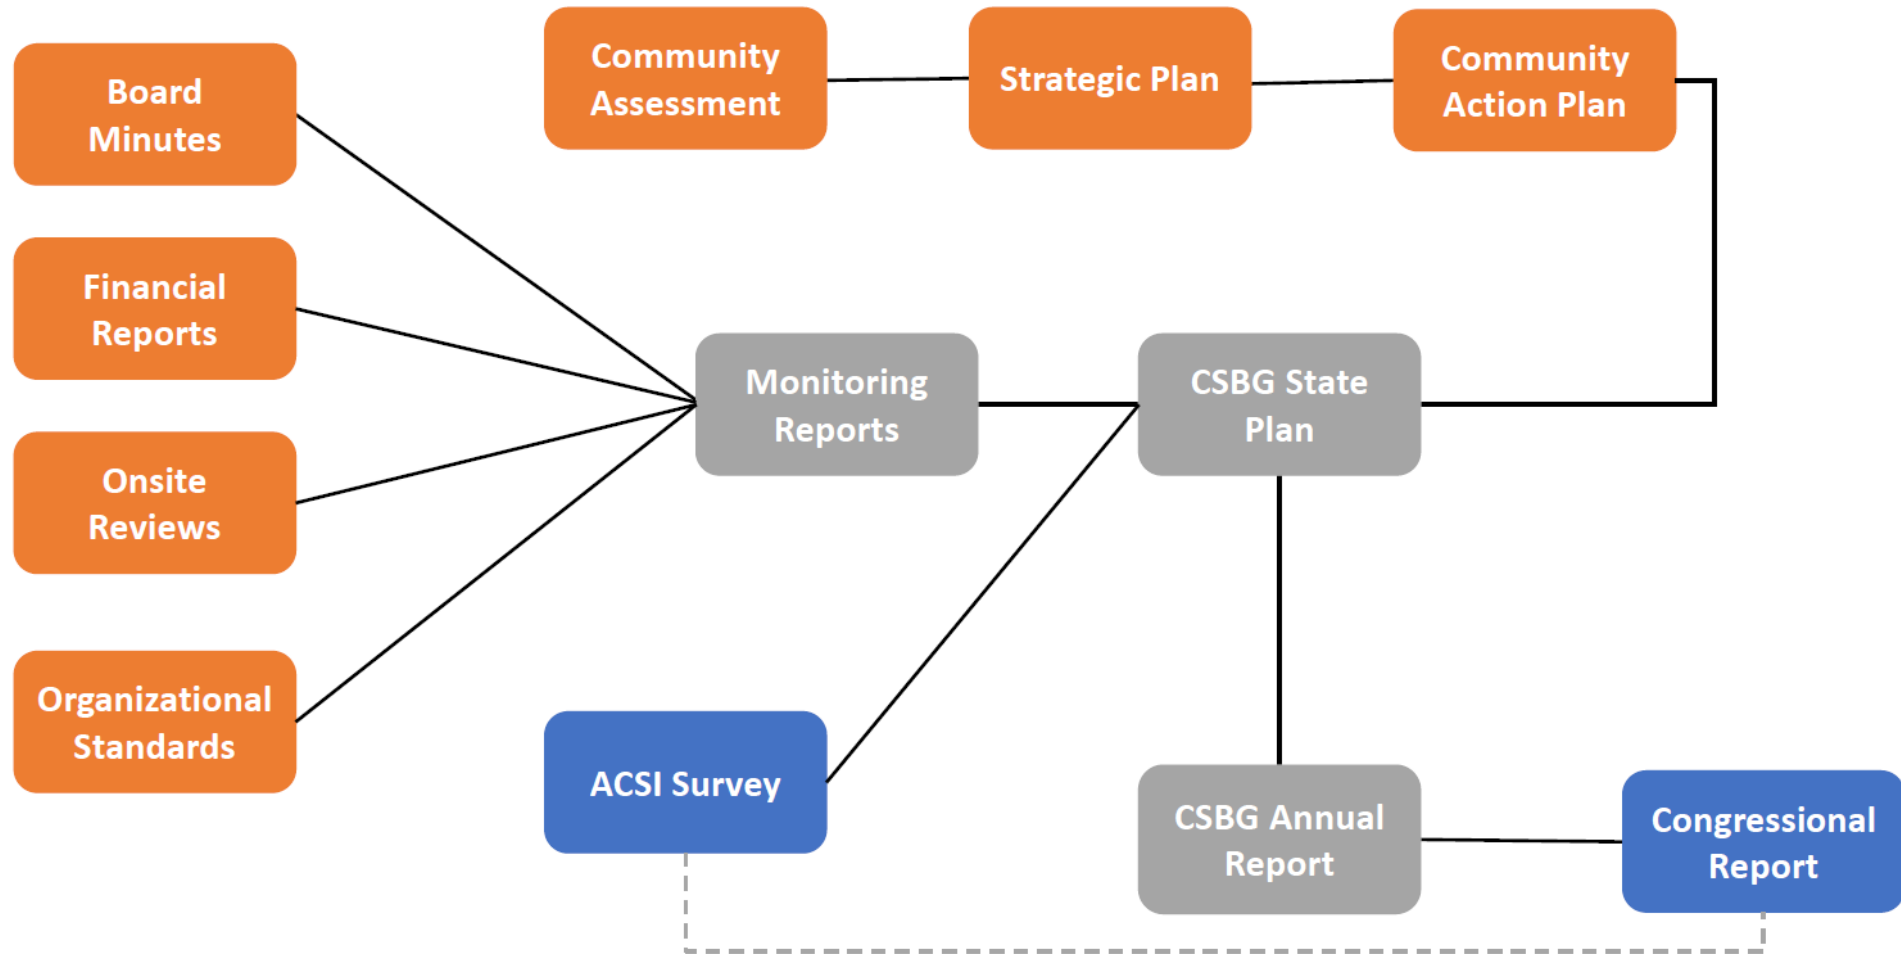 Board
Minutes
Community
Assessment
Strategic Plan
Community
Action Plan
Financial
Reports
Monitoring
Reports
CSBG State
Plan
Onsite
Reviews
Organizational
Standards
ACSI Survey
CSBG Annual
Report
Congressional
Report